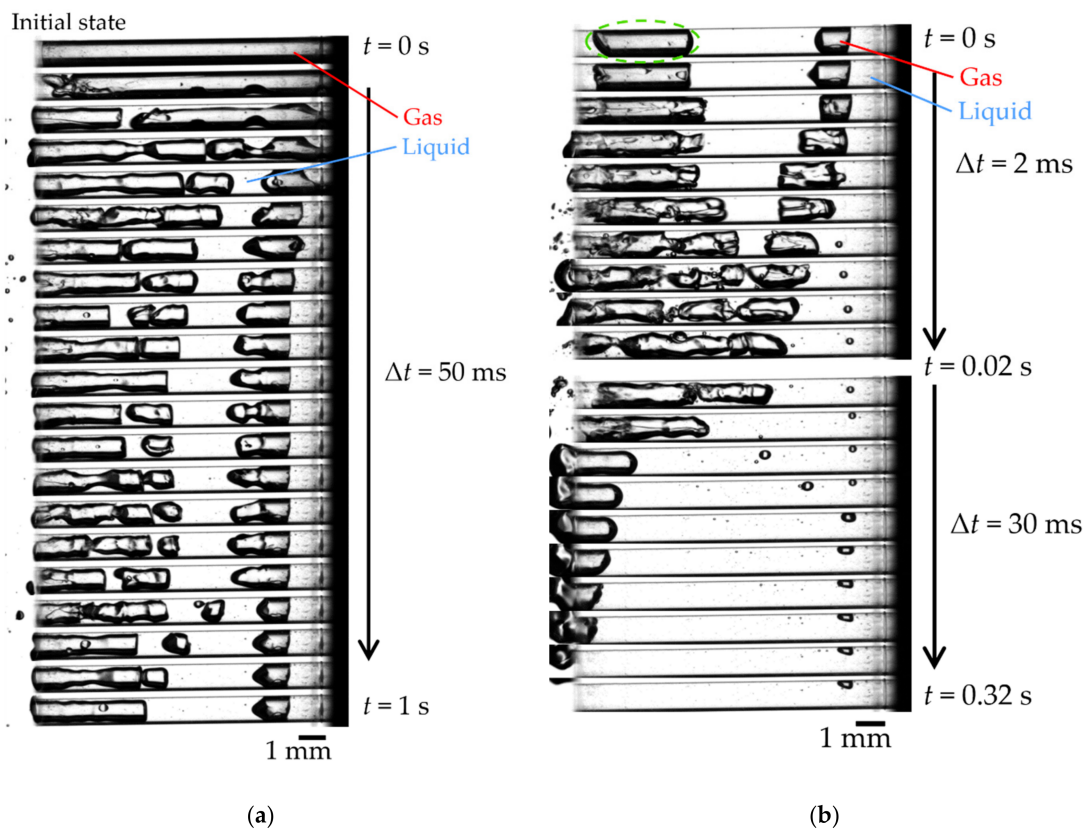 Initial state
t = 0 s
Gas
Liquid
Δt = 50 ms
t = 1 s
1 mm
(a)
t = 0 s
Gas
Liquid
Δt = 2 ms
t = 0.02 s
Δt = 30 ms
t = 0.32 s
1 mm
(b)